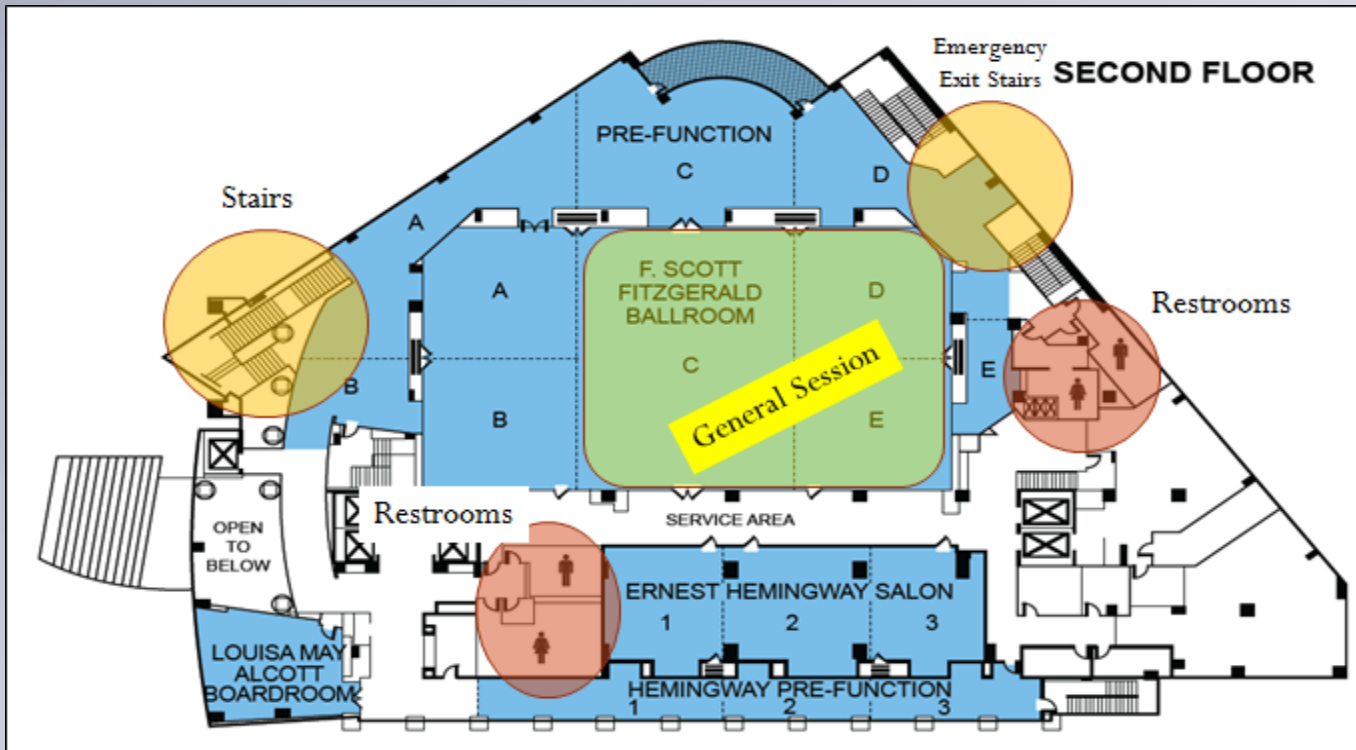 Emergency
Exit Stairs
SECOND FLOOR
PRE-FUNCTION
C
D
A
B
E
Stairs
Restrooms
F. SCOTT
FITZGERALD
BALLROOM
A
D
C
B
E
General Session
Restrooms
SERVICE AREA
OPEN
TO
BELOW
ERNEST HEMINGWAY SALON
1 2 3
LOUISA MAY
ALCOTT
BOARDROOM
HEMINGWAY PRE-FUNCTION
1 2 3